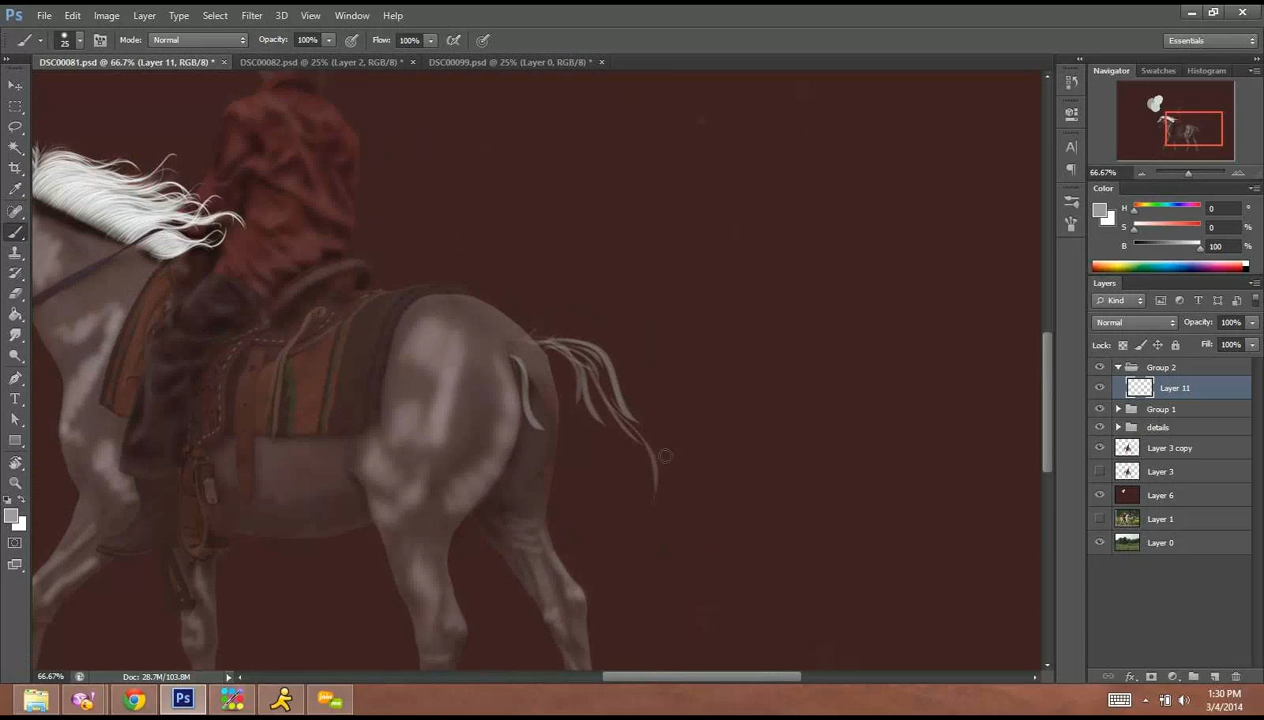 Ps File Edit Image Layer Type Select Filter 3D View Window Help
25 Mode: Normal Opacity: 100% Flow: 100% Essentials
DSC00081.psd @ 66.7% (Layer 11, RGB/8) * × DSC00082.psd @ 25% (Layer 2, RGB/8) * × DSC00099.psd @ 25% (Layer 0, RGB/8) * ×
Navigator Swatches Histogram
66.67%
Color
H 0 °
S 0 %
B 100 %
Layers
Kind
Normal Opacity: 100%
Lock: Fill: 100%
Group 2
Layer 11
Group 1
details
Layer 3 copy
Layer 3
Layer 6
Layer 1
Layer 0
66.67% Doc: 28.7M/103.8M
Ps
1:30 PM
3/4/2014